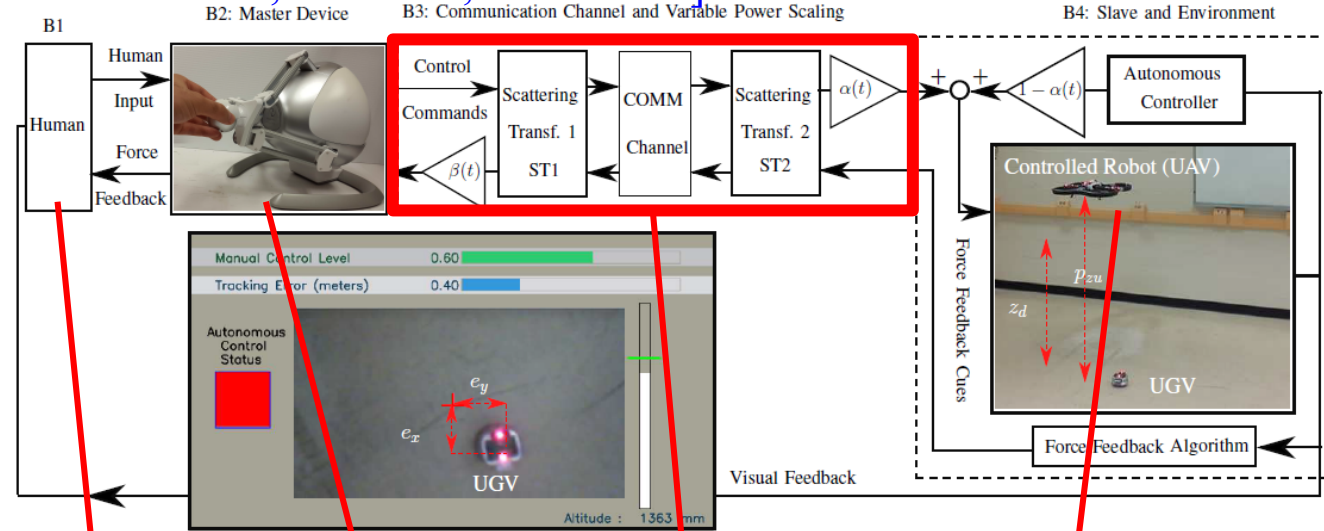 B1
B2: Master Device
B3: Communication Channel and Variable Power Scaling
B4: Slave and Environment
Human
Human
Input
Force
Feedback
Control
Commands
β(t)
Scattering
Transf. 1
ST1
COMM
Channel
Scattering
Transf. 2
ST2
α(t)
+
+
1 − α(t)
Autonomous
Controller
Force Feedback Cues
Controlled Robot (UAV)
p_zu
z_d
UGV
Force Feedback Algorithm
Visual Feedback
Manual Control Level 0.60
Tracking Error (meters) 0.40
Autonomous
Control
Status
e_y
e_x
UGV
Altitude : 1363 mm